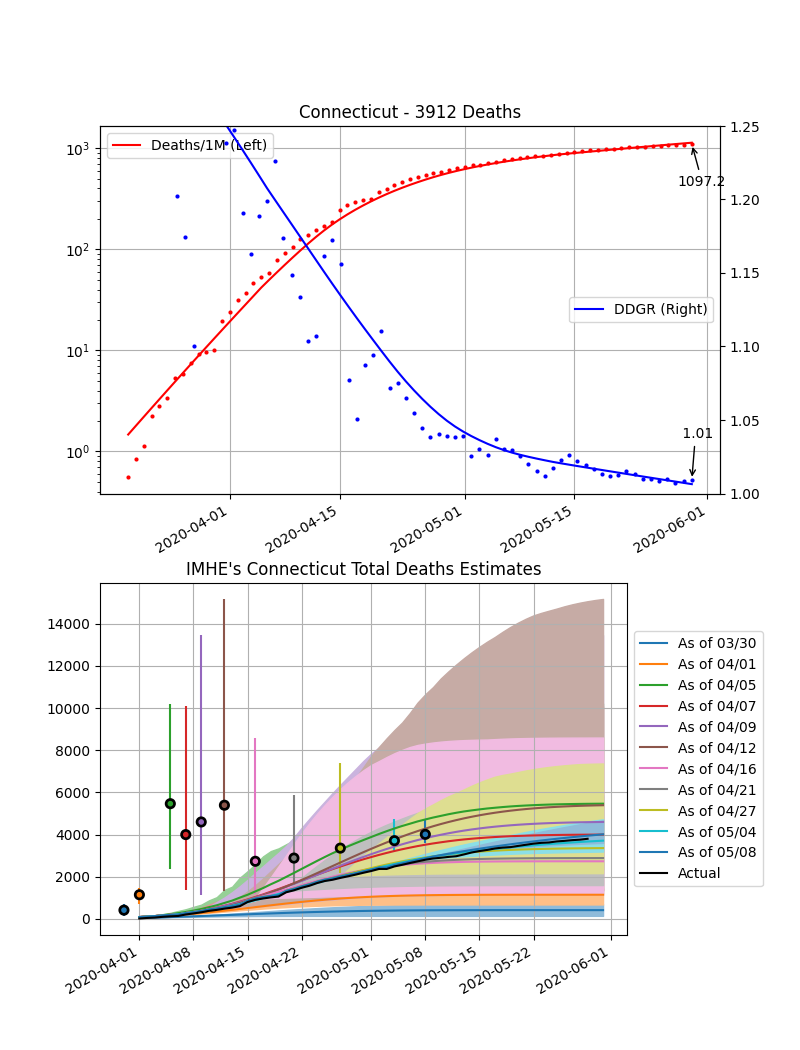 Connecticut - 3912 Deaths
Deaths/1M (Left)
DDGR (Right)
1097.2
1.01
10³
10²
10¹
10⁰
1.25
1.20
1.15
1.10
1.05
1.00
2020-04-01
2020-04-15
2020-05-01
2020-05-15
2020-06-01
IMHE's Connecticut Total Deaths Estimates
14000
12000
10000
8000
6000
4000
2000
0
2020-04-01
2020-04-08
2020-04-15
2020-04-22
2020-05-01
2020-05-08
2020-05-15
2020-05-22
2020-06-01
As of 03/30
As of 04/01
As of 04/05
As of 04/07
As of 04/09
As of 04/12
As of 04/16
As of 04/21
As of 04/27
As of 05/04
As of 05/08
Actual